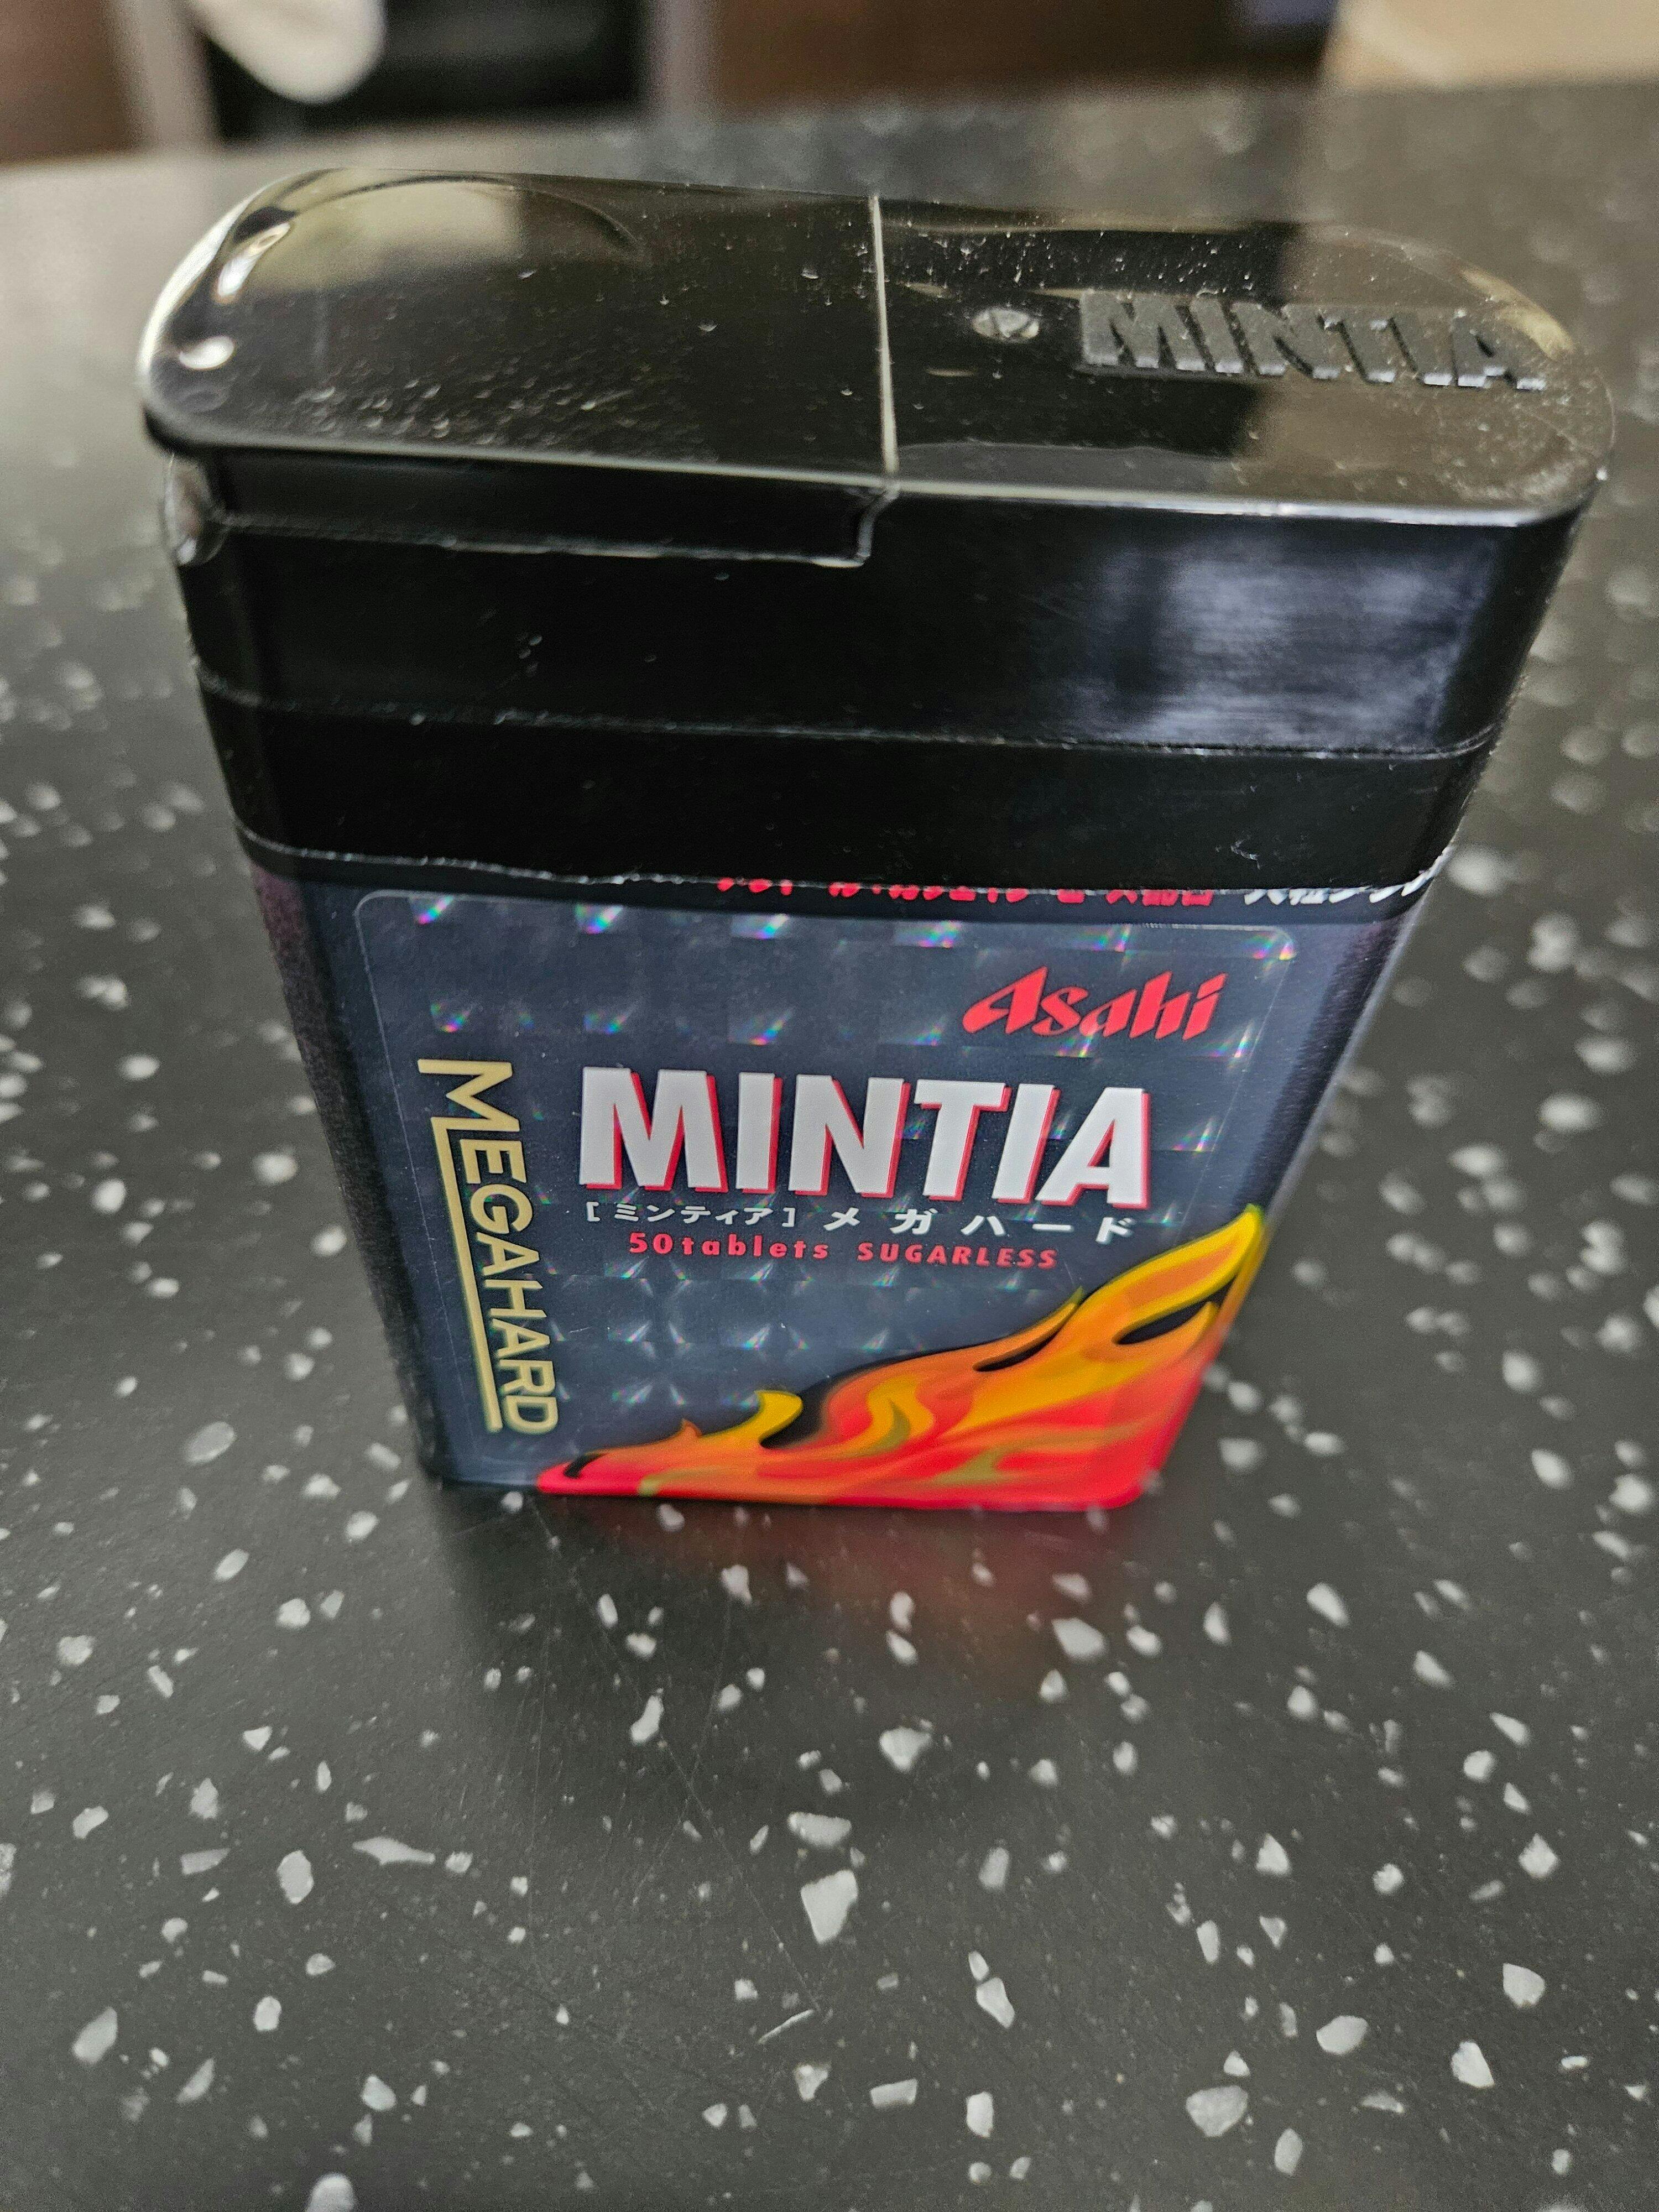 MINTIA
Asahi
MINTIA
[ミンティア] メガハード
50tablets SUGARLESS
MEGAHARD